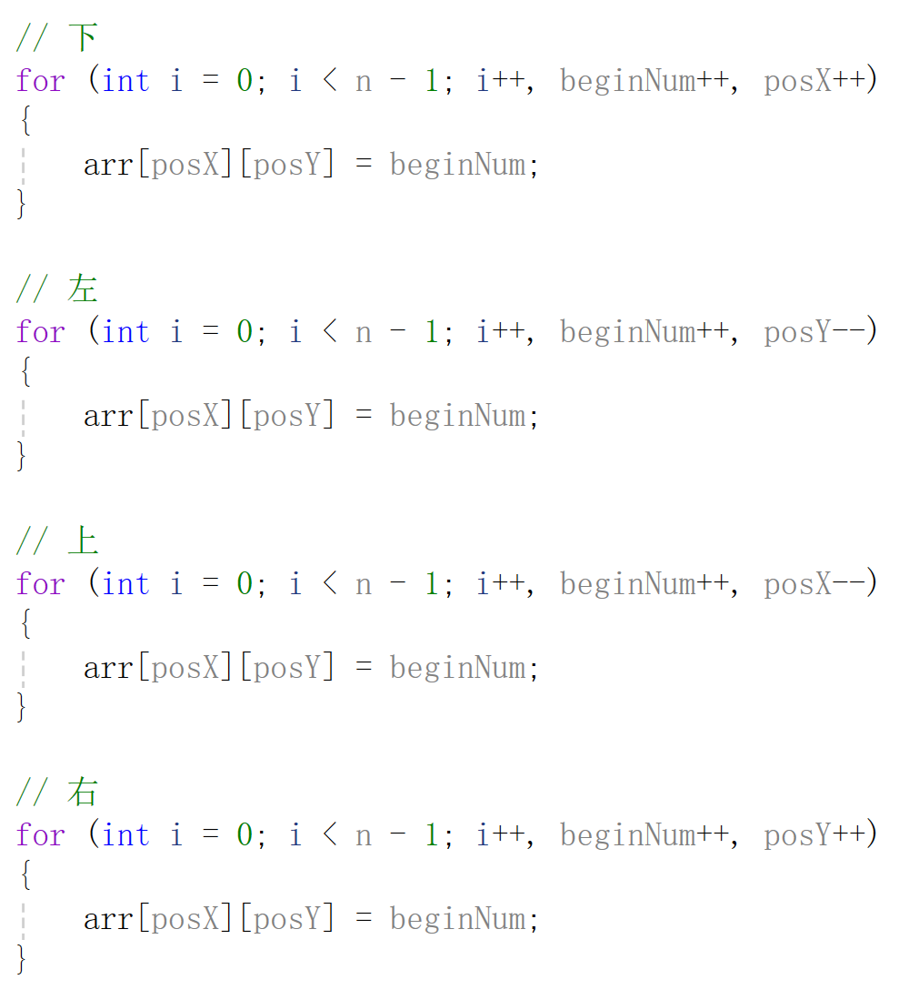 // 下
for (int i = 0; i < n - 1; i++, beginNum++, posX++)
{
    arr[posX][posY] = beginNum;
}

// 左
for (int i = 0; i < n - 1; i++, beginNum++, posY--)
{
    arr[posX][posY] = beginNum;
}

// 上
for (int i = 0; i < n - 1; i++, beginNum++, posX--)
{
    arr[posX][posY] = beginNum;
}

// 右
for (int i = 0; i < n - 1; i++, beginNum++, posY++)
{
    arr[posX][posY] = beginNum;
}